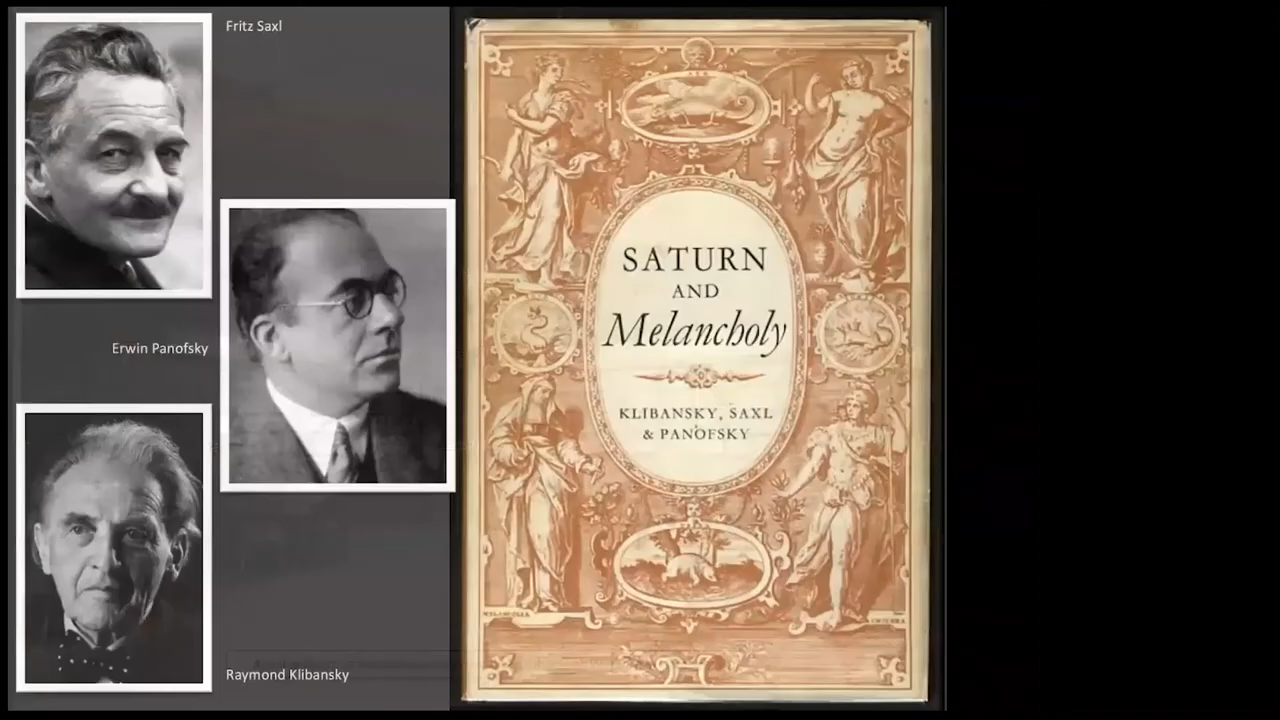 Fritz Saxl
Erwin Panofsky
Raymond Klibansky
SATURN
AND
Melancholy
KLIBANSKY, SAXL
& PANOFSKY